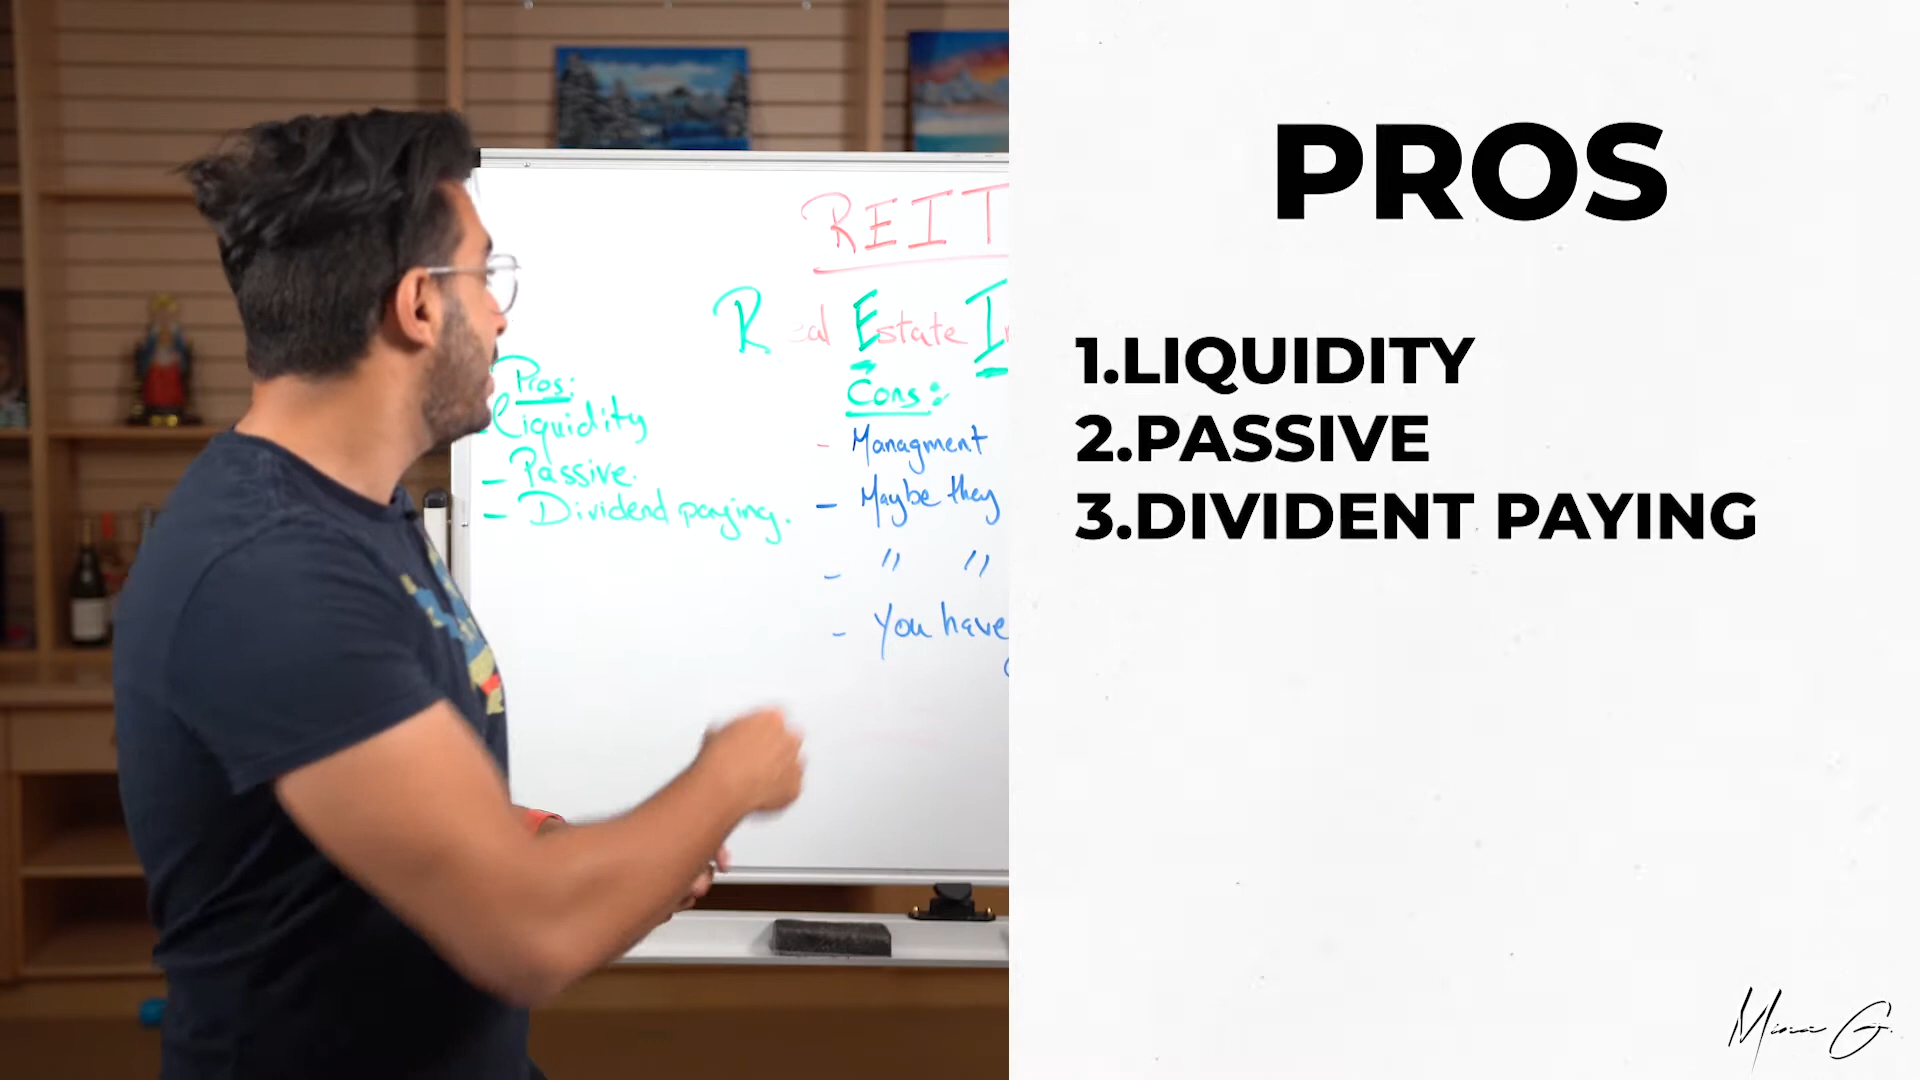 REIT
Real Estate I
Pros:
Liquidity
- Passive.
- Dividend paying.
Cons:
- Managment
- Maybe they
- " "
- You have
PROS
1.LIQUIDITY
2.PASSIVE
3.DIVIDENT PAYING
Mina G.